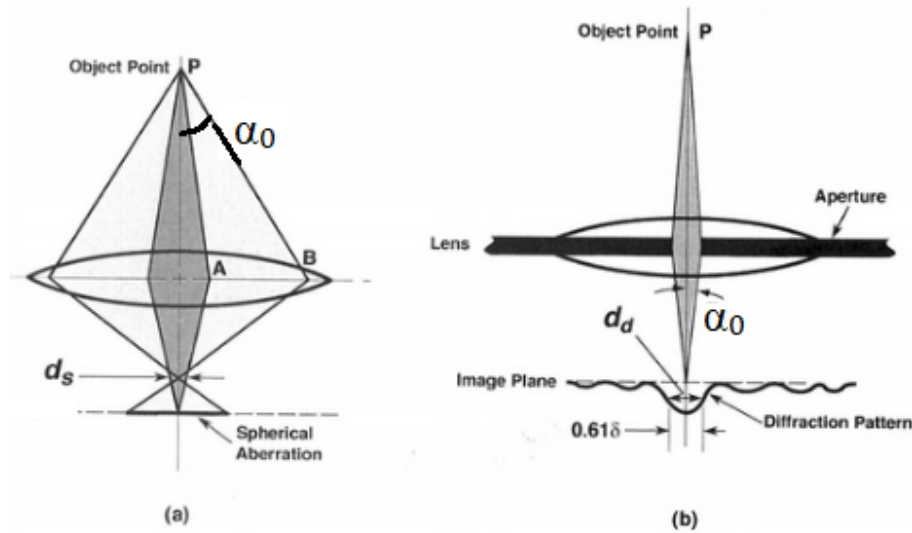 Object Point
P
α0
A
B
ds
Spherical
Aberration
(a)
Object Point
P
Aperture
Lens
dd
α0
Image Plane
Diffraction Pattern
0.61δ
(b)